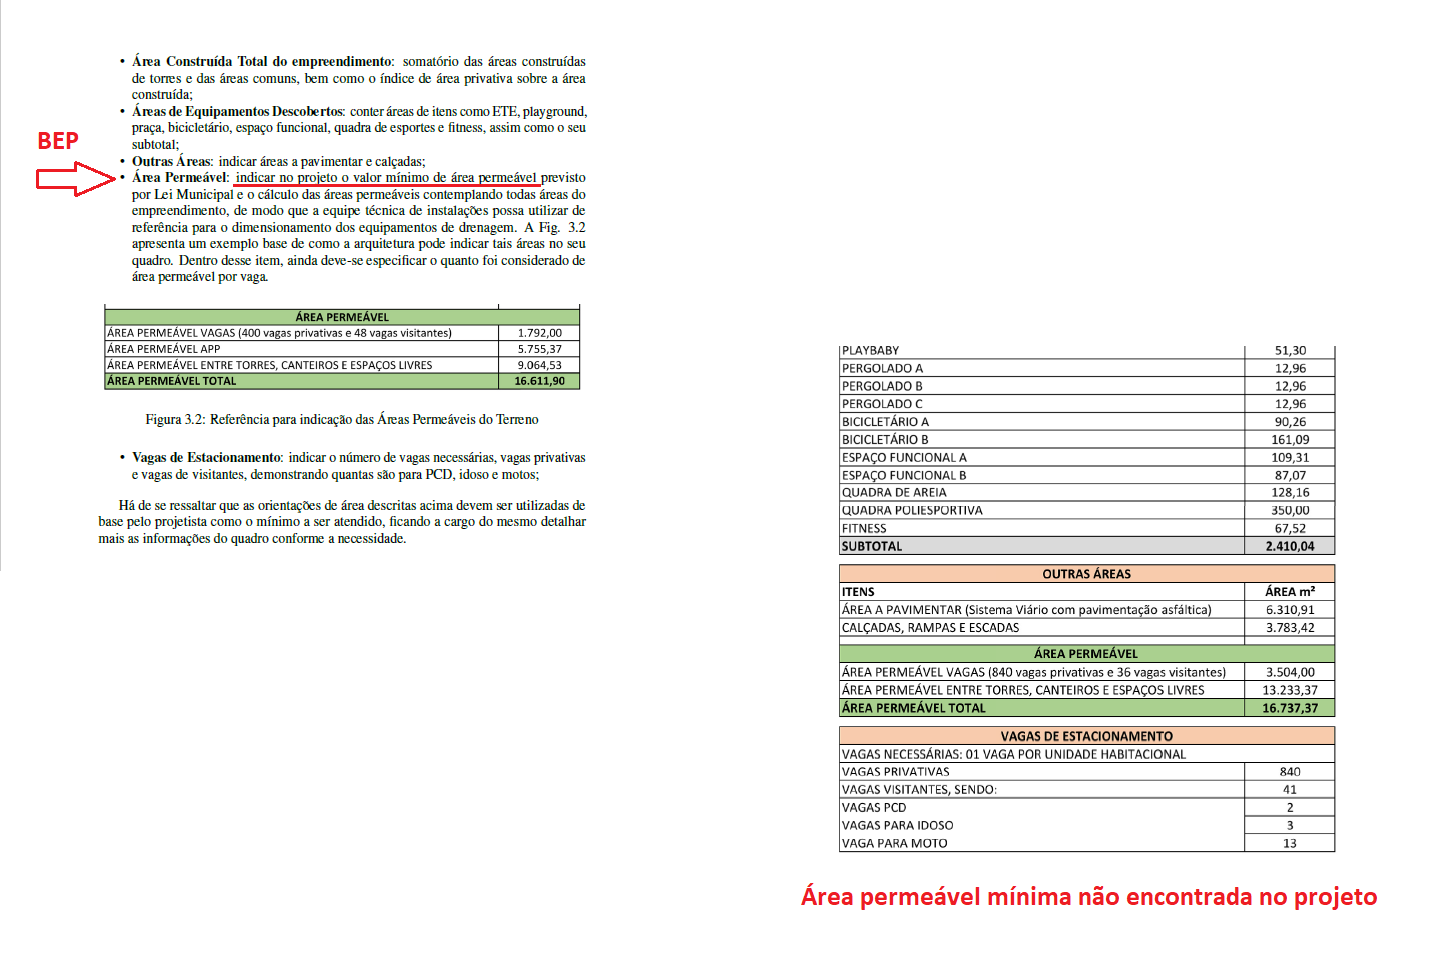 • Área Construída Total do empreendimento: somatório das áreas construídas
de torres e das áreas comuns, bem como o índice de área privativa sobre a área
construída;
• Áreas de Equipamentos Descobertos: conter áreas de itens como ETE, playground,
praça, bicicletário, espaço funcional, quadra de esportes e fitness, assim como o seu
subtotal;
BEP
• Outras Áreas: indicar áreas a pavimentar e calçadas;
• Área Permeável: indicar no projeto o valor mínimo de área permeável previsto
por Lei Municipal e o cálculo das áreas permeáveis contemplando todas áreas do
empreendimento, de modo que a equipe técnica de instalações possa utilizar de
referência para o dimensionamento dos equipamentos de drenagem. A Fig. 3.2
apresenta um exemplo base de como a arquitetura pode indicar tais áreas no seu
quadro. Dentro desse item, ainda deve-se especificar o quanto foi considerado de
área permeável por vaga.
ÁREA PERMEÁVEL
ÁREA PERMEÁVEL VAGAS (400 vagas privativas e 48 vagas visitantes) 1.792,00
ÁREA PERMEÁVEL APP 5.755,37
ÁREA PERMEÁVEL ENTRE TORRES, CANTEIROS E ESPAÇOS LIVRES 9.064,53
ÁREA PERMEÁVEL TOTAL 16.611,90
Figura 3.2: Referência para indicação das Áreas Permeáveis do Terreno
• Vagas de Estacionamento: indicar o número de vagas necessárias, vagas privativas
e vagas de visitantes, demonstrando quantas são para PCD, idoso e motos;
Há de se ressaltar que as orientações de área descritas acima devem ser utilizadas de
base pelo projetista como o mínimo a ser atendido, ficando a cargo do mesmo detalhar
mais as informações do quadro conforme a necessidade.
PLAYBABY 51,30
PERGOLADO A 12,96
PERGOLADO B 12,96
PERGOLADO C 12,96
BICICLETÁRIO A 90,26
BICICLETÁRIO B 161,09
ESPAÇO FUNCIONAL A 109,31
ESPAÇO FUNCIONAL B 87,07
QUADRA DE AREIA 128,16
QUADRA POLIESPORTIVA 350,00
FITNESS 67,52
SUBTOTAL 2.410,04
OUTRAS ÁREAS
ITENS ÁREA m²
ÁREA A PAVIMENTAR (Sistema Viário com pavimentação asfáltica) 6.310,91
CALÇADAS, RAMPAS E ESCADAS 3.783,42
ÁREA PERMEÁVEL
ÁREA PERMEÁVEL VAGAS (840 vagas privativas e 36 vagas visitantes) 3.504,00
ÁREA PERMEÁVEL ENTRE TORRES, CANTEIROS E ESPAÇOS LIVRES 13.233,37
ÁREA PERMEÁVEL TOTAL 16.737,37
VAGAS DE ESTACIONAMENTO
VAGAS NECESSÁRIAS: 01 VAGA POR UNIDADE HABITACIONAL
VAGAS PRIVATIVAS 840
VAGAS VISITANTES, SENDO: 41
VAGAS PCD 2
VAGAS PARA IDOSO 3
VAGA PARA MOTO 13
Área permeável mínima não encontrada no projeto